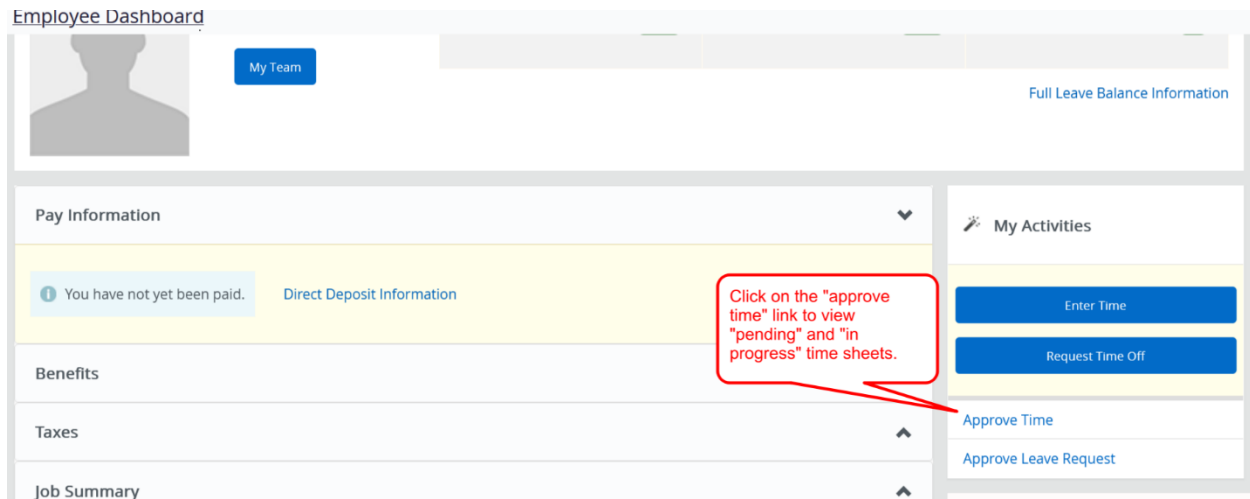 Employee Dashboard
My Team
Full Leave Balance Information
Pay Information
My Activities
You have not yet been paid.
Direct Deposit Information
Click on the "approve
time" link to view
"pending" and "in
progress" time sheets.
Enter Time
Request Time Off
Benefits
Taxes
Approve Time
Approve Leave Request
Job Summary